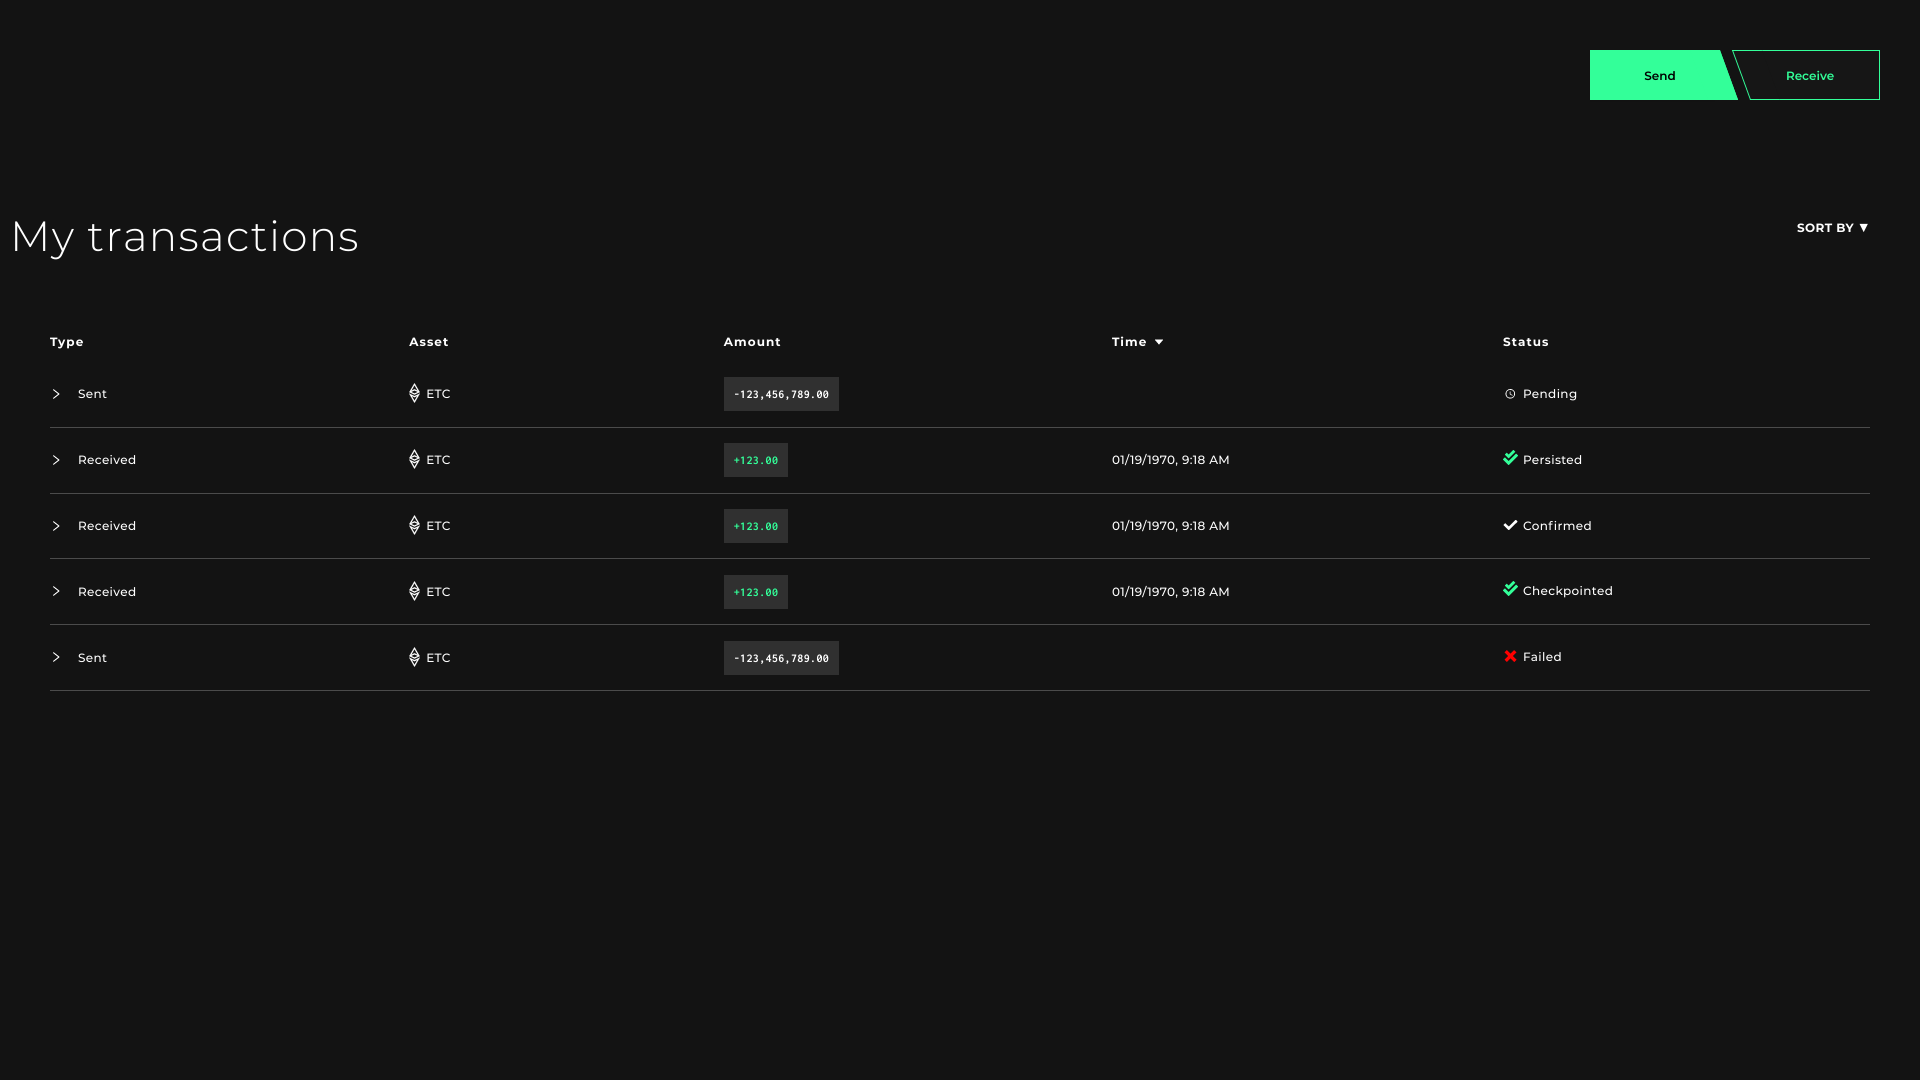 Send
Receive
My transactions
SORT BY ▼
Type Asset Amount Time Status
Sent ETC -123,456,789.00 Pending
Received ETC +123.00 01/19/1970, 9:18 AM Persisted
Received ETC +123.00 01/19/1970, 9:18 AM Confirmed
Received ETC +123.00 01/19/1970, 9:18 AM Checkpointed
Sent ETC -123,456,789.00 Failed